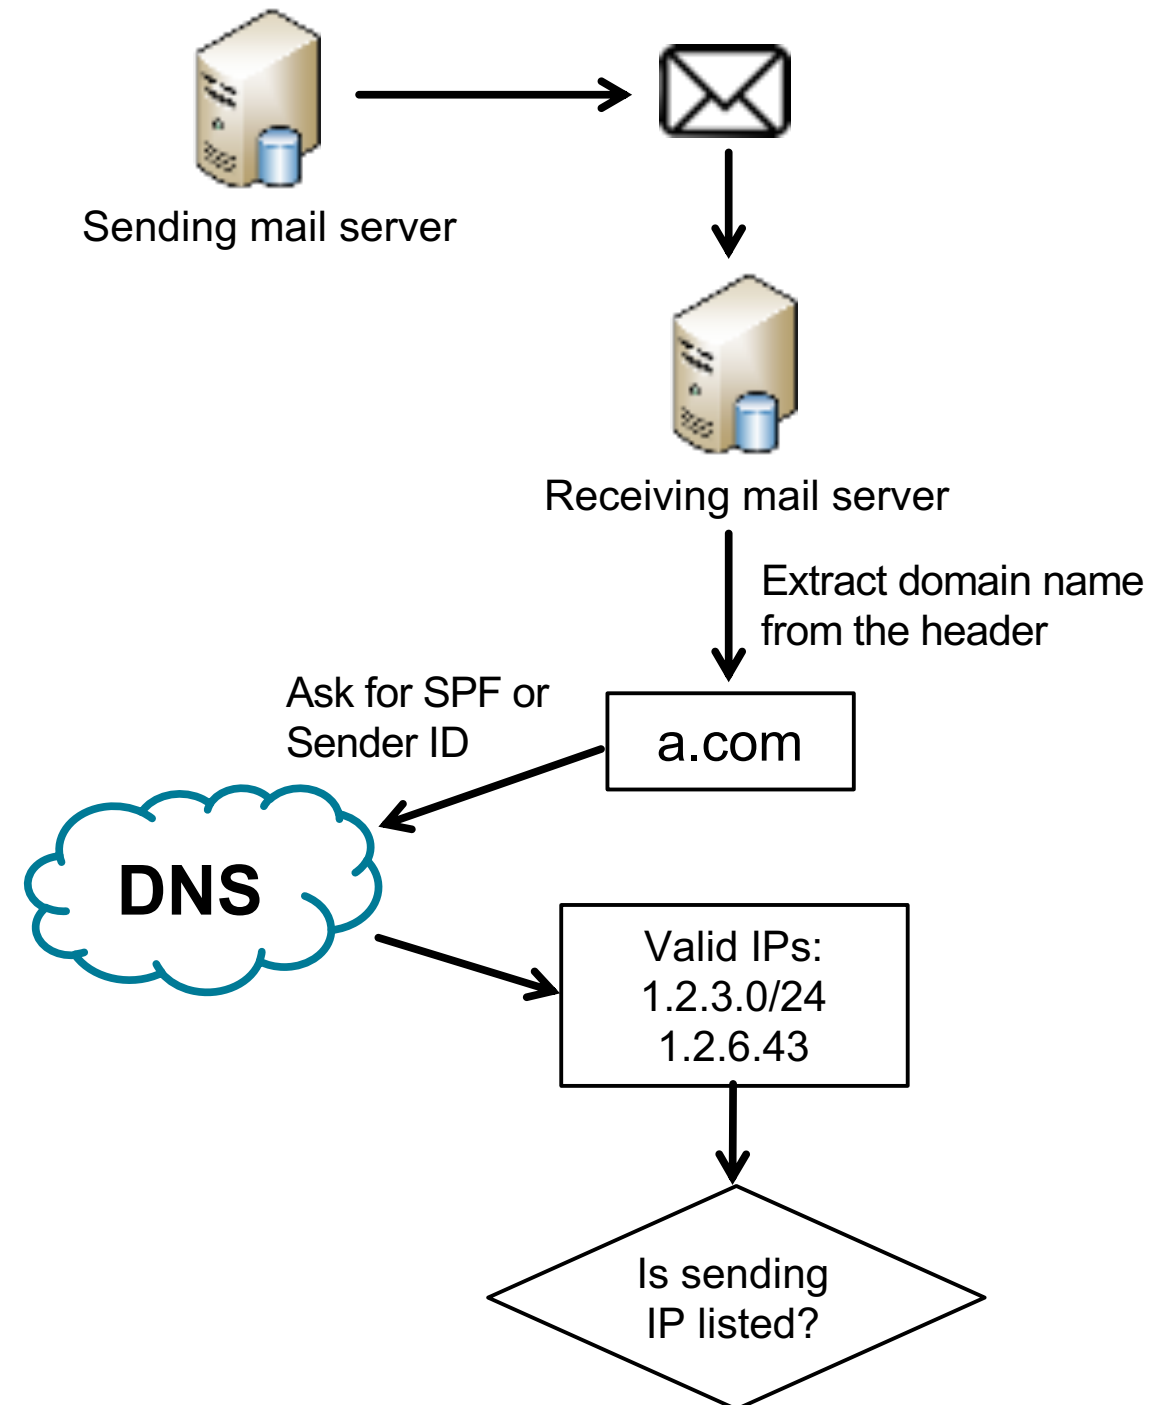 Sending mail server
Receiving mail server
Extract domain name
from the header
Ask for SPF or
Sender ID
a.com
DNS
Valid IPs:
1.2.3.0/24
1.2.6.43
Is sending
IP listed?